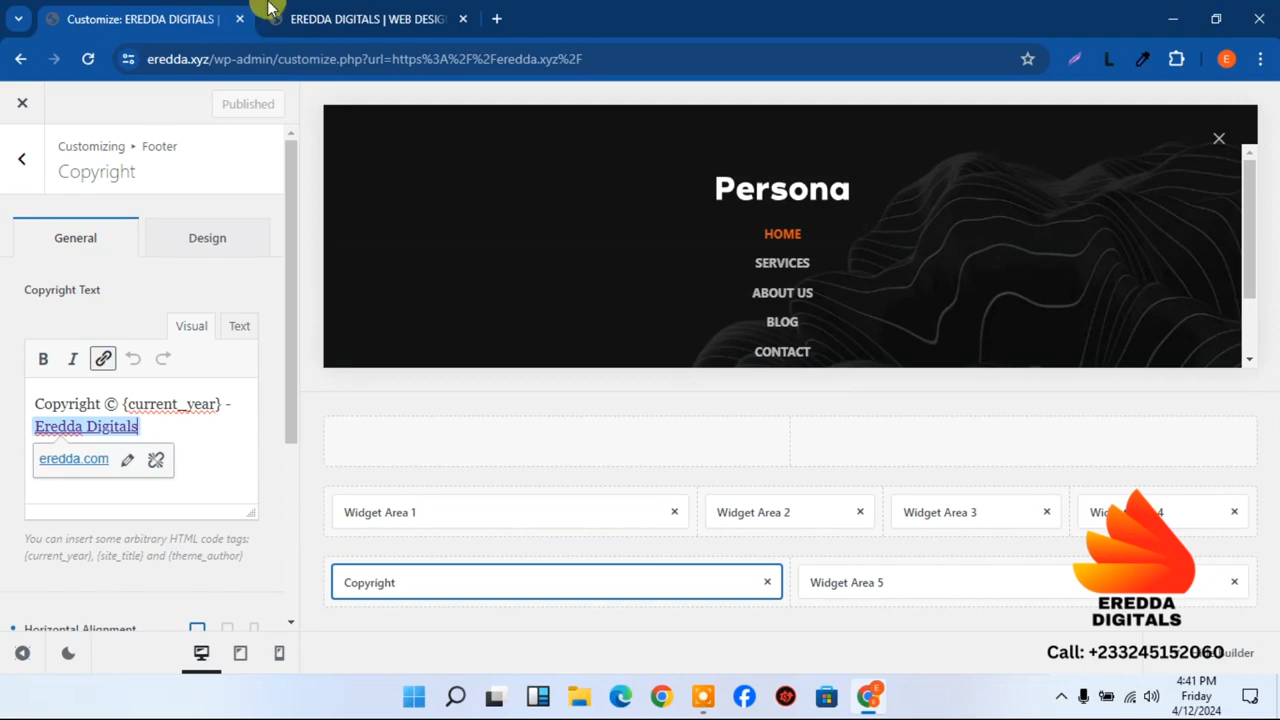 Customize: EREDDA DIGITALS |
EREDDA DIGITALS | WEB DESIG
eredda.xyz/wp-admin/customize.php?url=https%3A%2F%2Feredda.xyz%2F
L
E
Published
Customizing ▸ Footer
Copyright
General
Design
Copyright Text
Visual
Text
B I
Copyright © {current_year} -
Eredda Digitals
eredda.com
You can insert some arbitrary HTML code tags:
{current_year}, {site_title} and {theme_author}
Horizontal Alignment
Persona
HOME
SERVICES
ABOUT US
BLOG
CONTACT
Widget Area 1
Widget Area 2
Widget Area 3
Copyright
Widget Area 5
EREDDA
DIGITALS
Call: +233245152060
E
4:41 PM
Friday
4/12/2024